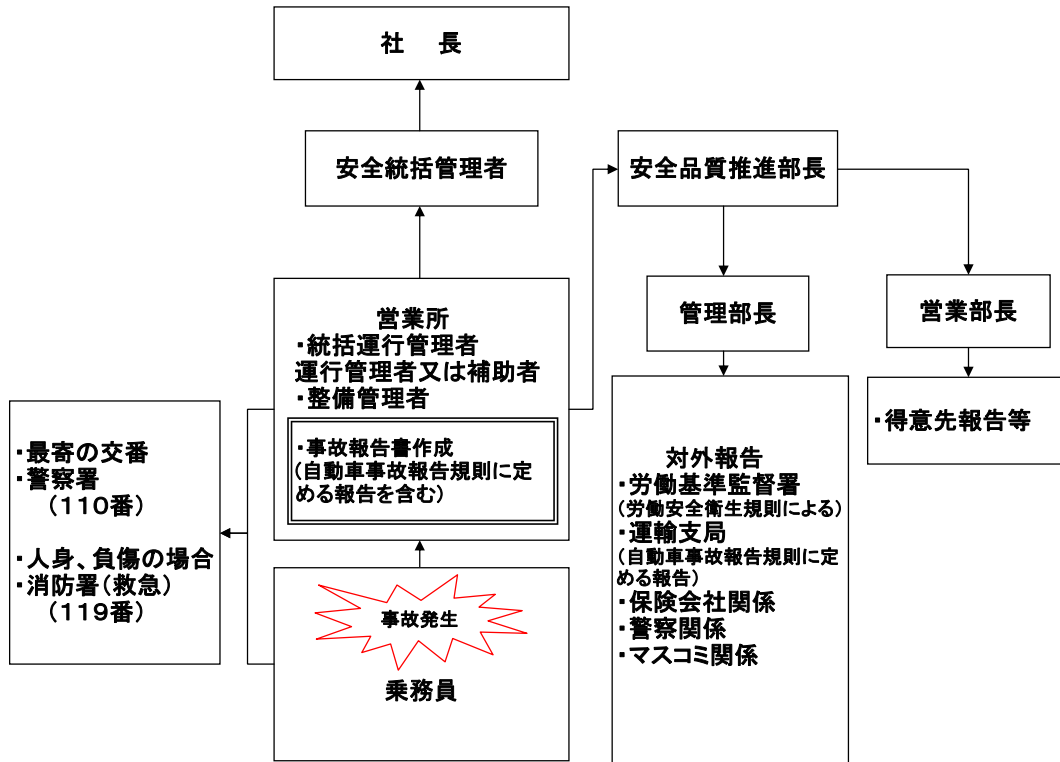 社　長
安全統括管理者
安全品質推進部長
管理部長
営業部長
営業所
・統括運行管理者
運行管理者又は補助者
・整備管理者
・事故報告書作成
(自動車事故報告規則に定
める報告を含む)
・得意先報告等
・最寄の交番
・警察署
(110番)
・人身、負傷の場合
・消防署(救急)
(119番)
対外報告
・労働基準監督署
(労働安全衛生規則による)
・運輸支局
(自動車事故報告規則に定
める報告)
・保険会社関係
・警察関係
・マスコミ関係
事故発生
乗務員